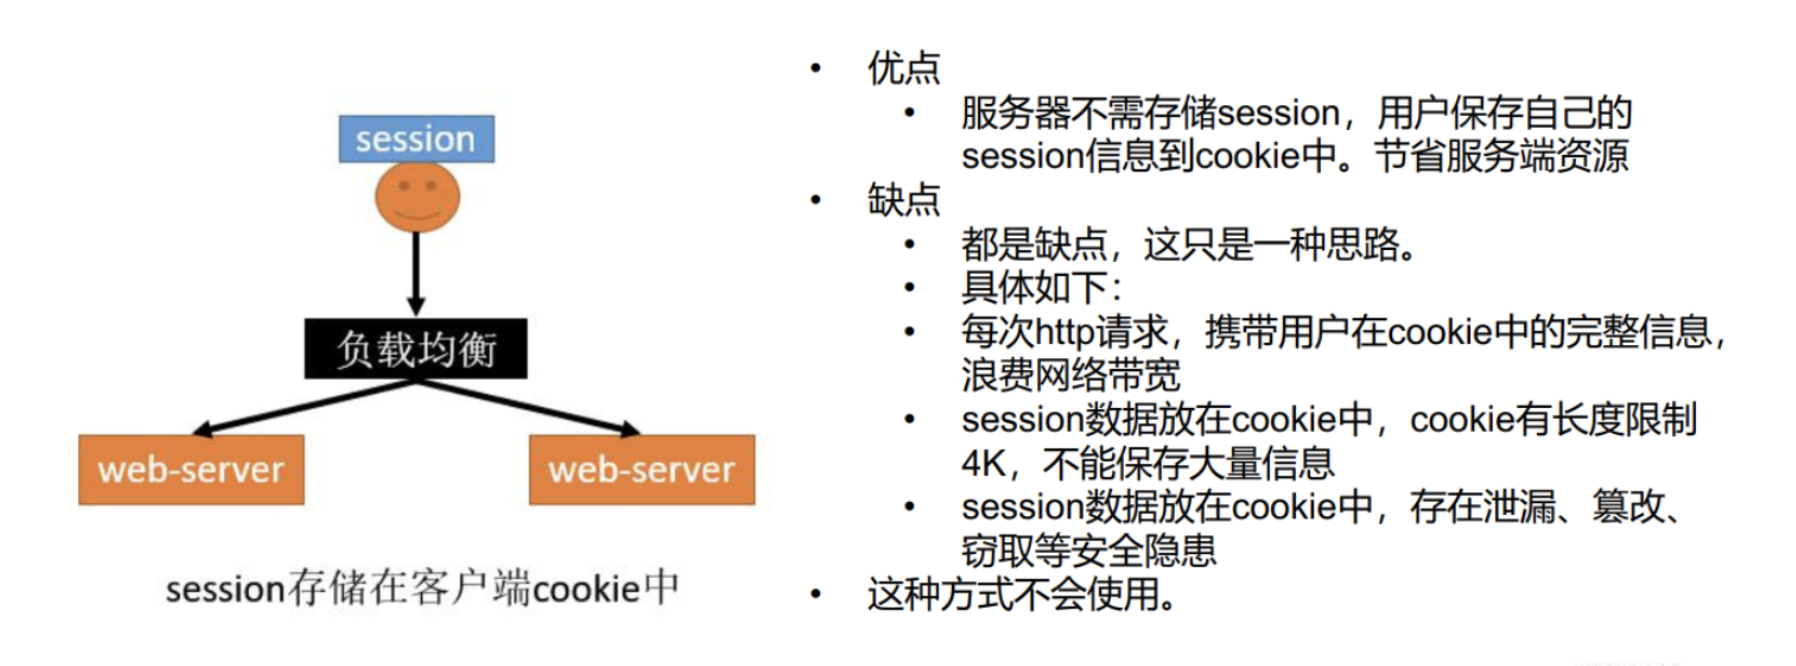 session
负载均衡
web-server
web-server
session存储在客户端cookie中
• 优点
• 服务器不需存储session，用户保存自己的
session信息到cookie中。节省服务端资源
• 缺点
• 都是缺点，这只是一种思路。
• 具体如下：
• 每次http请求，携带用户在cookie中的完整信息，
浪费网络带宽
• session数据放在cookie中，cookie有长度限制
4K，不能保存大量信息
• session数据放在cookie中，存在泄漏、篡改、
窃取等安全隐患
• 这种方式不会使用。